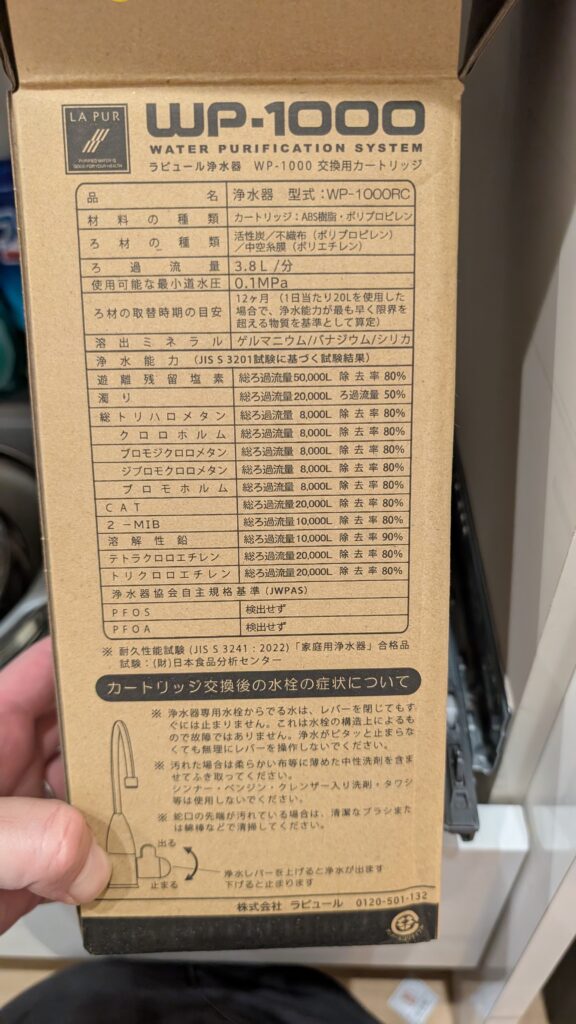 LA PUR
PURIFIED WATER IS
GOOD FOR YOUR HEALTH
WP-1000
WATER PURIFICATION SYSTEM
ラピュール浄水器 WP-1000 交換用カートリッジ
品名 浄水器 型式:WP-1000RC
材料の種類 カートリッジ:ABS樹脂・ポリプロピレン
ろ材の種類 活性炭/不織布(ポリプロピレン)
/中空糸膜(ポリエチレン)
ろ過流量 3.8L/分
使用可能な最小道水圧 0.1MPa
ろ材の取替時期の目安 12ヶ月 (1日当たり20Lを使用した
場合で、浄水能力が最も早く限界を
超える物質を基準として算定)
溶出ミネラル ゲルマニウム/バナジウム/シリカ
浄水能力 (JIS S 3201試験に基づく試験結果)
遊離残留塩素 総ろ過流量50,000L 除去率80%
濁り 総ろ過流量20,000L ろ過流量50%
総トリハロメタン 総ろ過流量 8,000L 除去率80%
クロロホルム 総ろ過流量 8,000L 除去率80%
ブロモジクロロメタン 総ろ過流量 8,000L 除去率80%
ジブロモクロロメタン 総ろ過流量 8,000L 除去率80%
ブロモホルム 総ろ過流量 8,000L 除去率80%
CAT 総ろ過流量20,000L 除去率80%
2-MIB 総ろ過流量10,000L 除去率80%
溶解性鉛 総ろ過流量10,000L 除去率90%
テトラクロロエチレン 総ろ過流量20,000L 除去率80%
トリクロロエチレン 総ろ過流量20,000L 除去率80%
浄水器協会自主規格基準(JWPAS)
PFOS 検出せず
PFOA 検出せず
※ 耐久性能試験(JIS S 3241:2022)「家庭用浄水器」合格品
試験:(財)日本食品分析センター
カートリッジ交換後の水栓の症状について
※ 浄水器専用水栓からでる水は、レバーを閉じてもす
ぐには止まりません。これは水栓の構造上によるも
ので故障ではありません。浄水がピタッと止まらな
くても無理にレバーを操作しないでください。
※ 汚れた場合は柔らかい布等に薄めた中性洗剤を含ま
せてふき取ってください。
シンナー・ベンジン・クレンザー入り洗剤・タワシ
等は使用しないでください。
※ 蛇口の先端が汚れている場合は、清潔なブラシまた
は綿棒などで清掃してください。
出る
止まる
浄水レバーを上げると浄水が出ます
下げると止まります
株式会社 ラピュール 0120-501-132